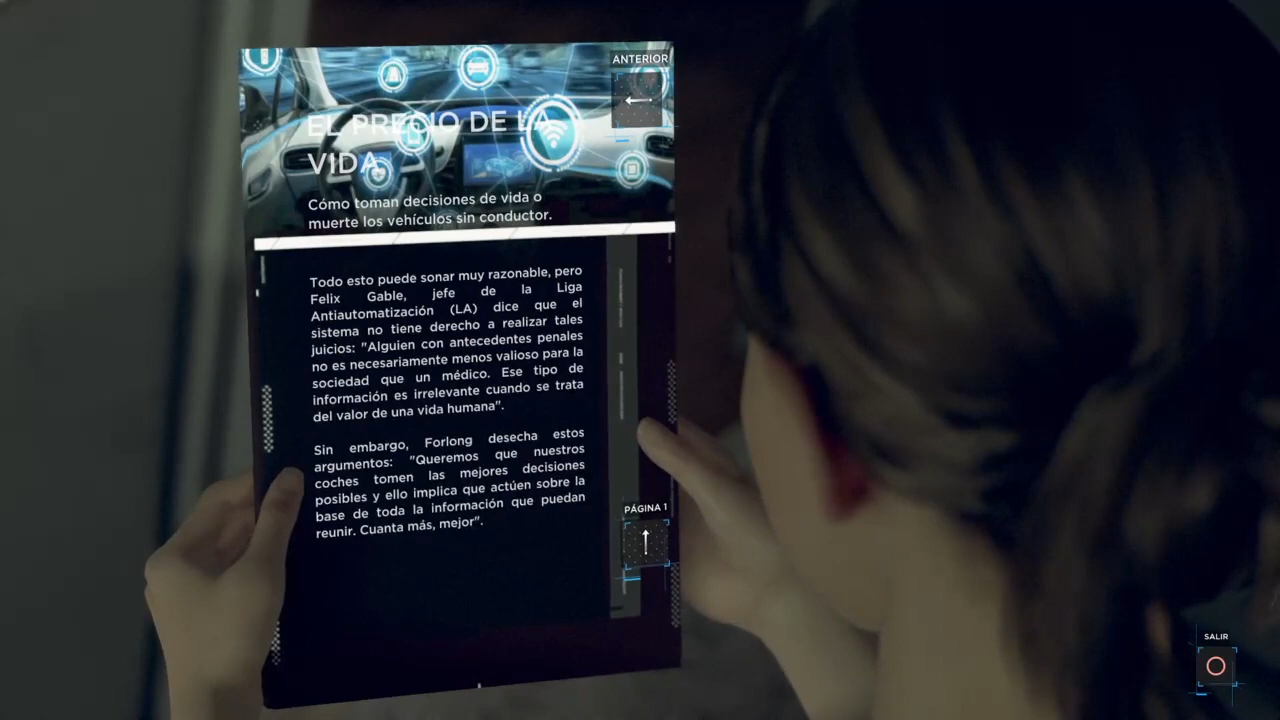 ANTERIOR
EL PRECIO DE LA
VIDA
Cómo toman decisiones de vida o
muerte los vehículos sin conductor.
Todo esto puede sonar muy razonable, pero
Felix Gable, jefe de la Liga
Antiautomatización (LA) dice que el
sistema no tiene derecho a realizar tales
juicios: "Alguien con antecedentes penales
no es necesariamente menos valioso para la
sociedad que un médico. Ese tipo de
información es irrelevante cuando se trata
del valor de una vida humana".
Sin embargo, Forlong desecha estos
argumentos: "Queremos que nuestros
coches tomen las mejores decisiones
posibles y ello implica que actúen sobre la
base de toda la información que puedan
reunir. Cuanta más, mejor".
PÁGINA 1
SALIR